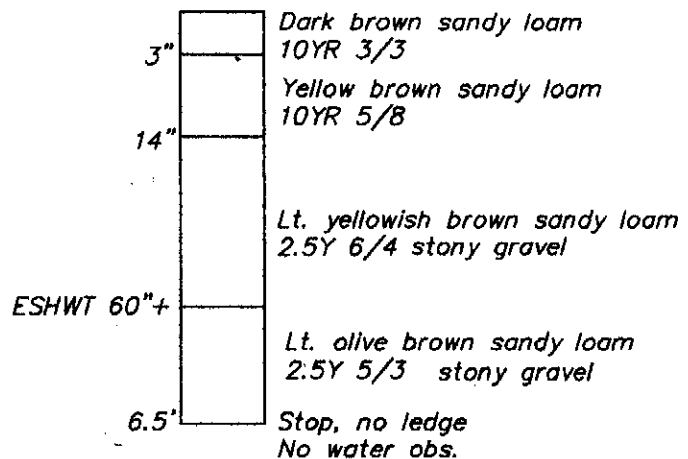 Dark brown sandy loam
3" 10YR 3/3
Yellow brown sandy loam
10YR 5/8
14"
Lt. yellowish brown sandy loam
2.5Y 6/4 stony gravel
ESHWT 60"+
Lt. olive brown sandy loam
2.5Y 5/3 stony gravel
6.5' Stop, no ledge
No water obs.